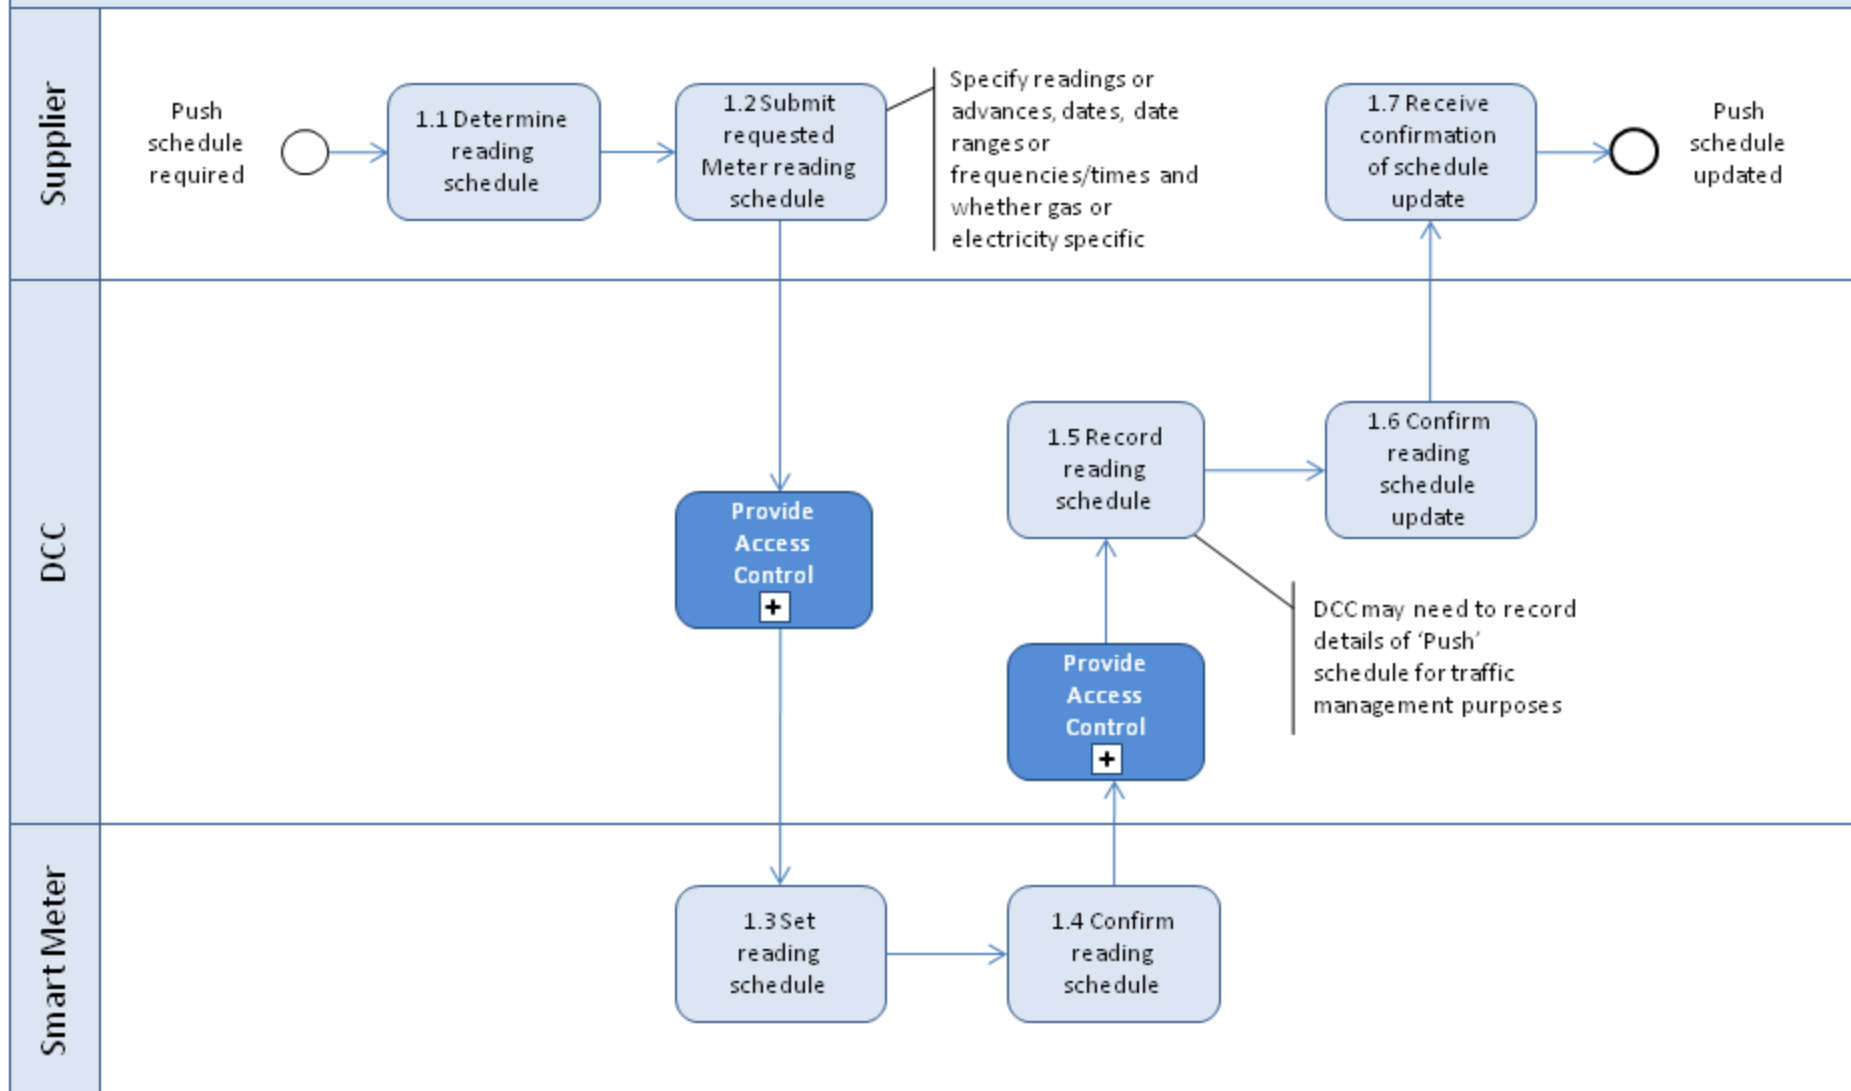 Supplier
Push
schedule
required
1.1 Determine
reading
schedule
1.2 Submit
requested
Meter reading
schedule
Specify readings or
advances, dates, date
ranges or
frequencies/times and
whether gas or
electricity specific
1.7 Receive
confirmation
of schedule
update
Push
schedule
updated
DCC
Provide
Access
Control
1.5 Record
reading
schedule
1.6 Confirm
reading
schedule
update
Provide
Access
Control
DCC may need to record
details of ‘Push’
schedule for traffic
management purposes
Smart Meter
1.3 Set
reading
schedule
1.4 Confirm
reading
schedule